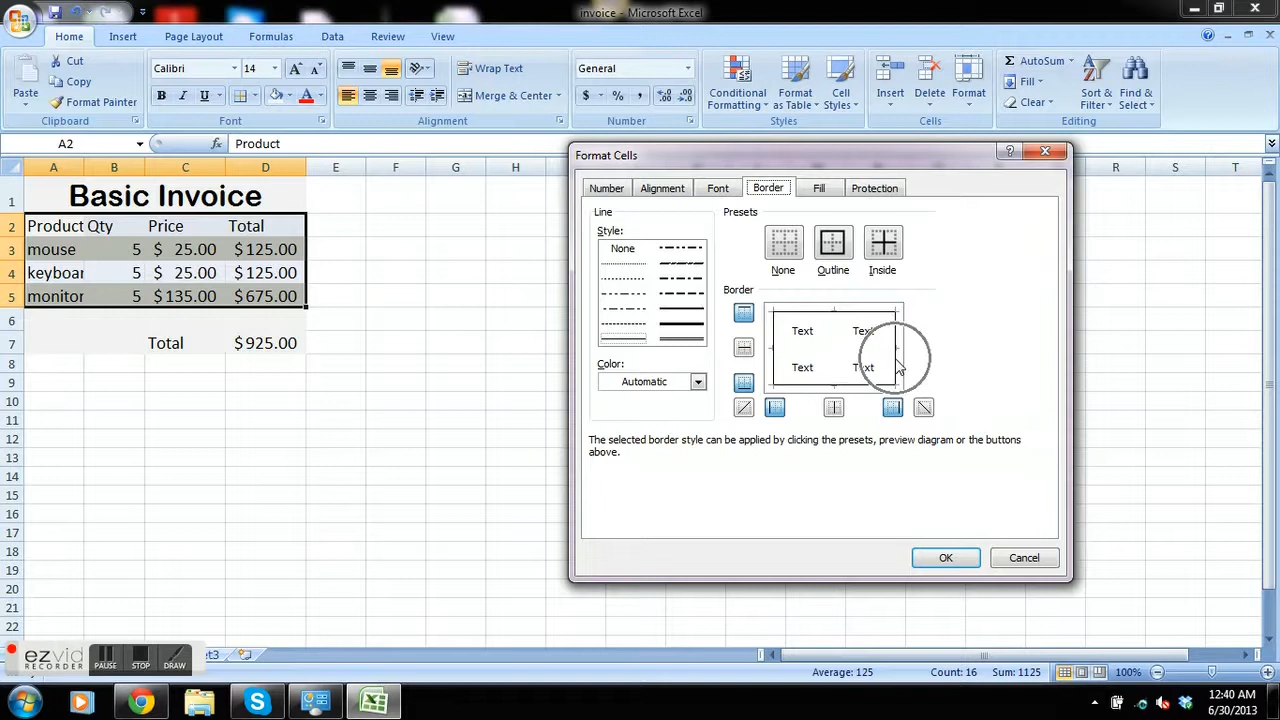 invoice - Microsoft Excel
Home Insert Page Layout Formulas Data Review View
Paste Cut Copy Format Painter Clipboard
Calibri 14 B I U A A A Font
Wrap Text Merge & Center Alignment
General $ % , Number
Conditional Formatting Format as Table Cell Styles Styles
Insert Delete Format Cells
AutoSum Fill Clear Sort & Filter Find & Select Editing
A2 Product
A B C D E F G H R S T
1 Basic Invoice
2 Product Qty Price Total
3 mouse 5 $ 25.00 $125.00
4 keyboar 5 $ 25.00 $125.00
5 monitor 5 $135.00 $675.00
6
7 Total $925.00
8
9
10
11
12
13
14
15
16
17
18
19
20
21
22
Format Cells
Number Alignment Font Border Fill Protection
Line
Style:
None
Color:
Automatic
Presets
None Outline Inside
Border
Text Text
Text Text
The selected border style can be applied by clicking the presets, preview diagram or the buttons
above.
OK Cancel
ezvid RECORDER PAUSE STOP DRAW
Average: 125 Count: 16 Sum: 1125 100%
12:40 AM
6/30/2013